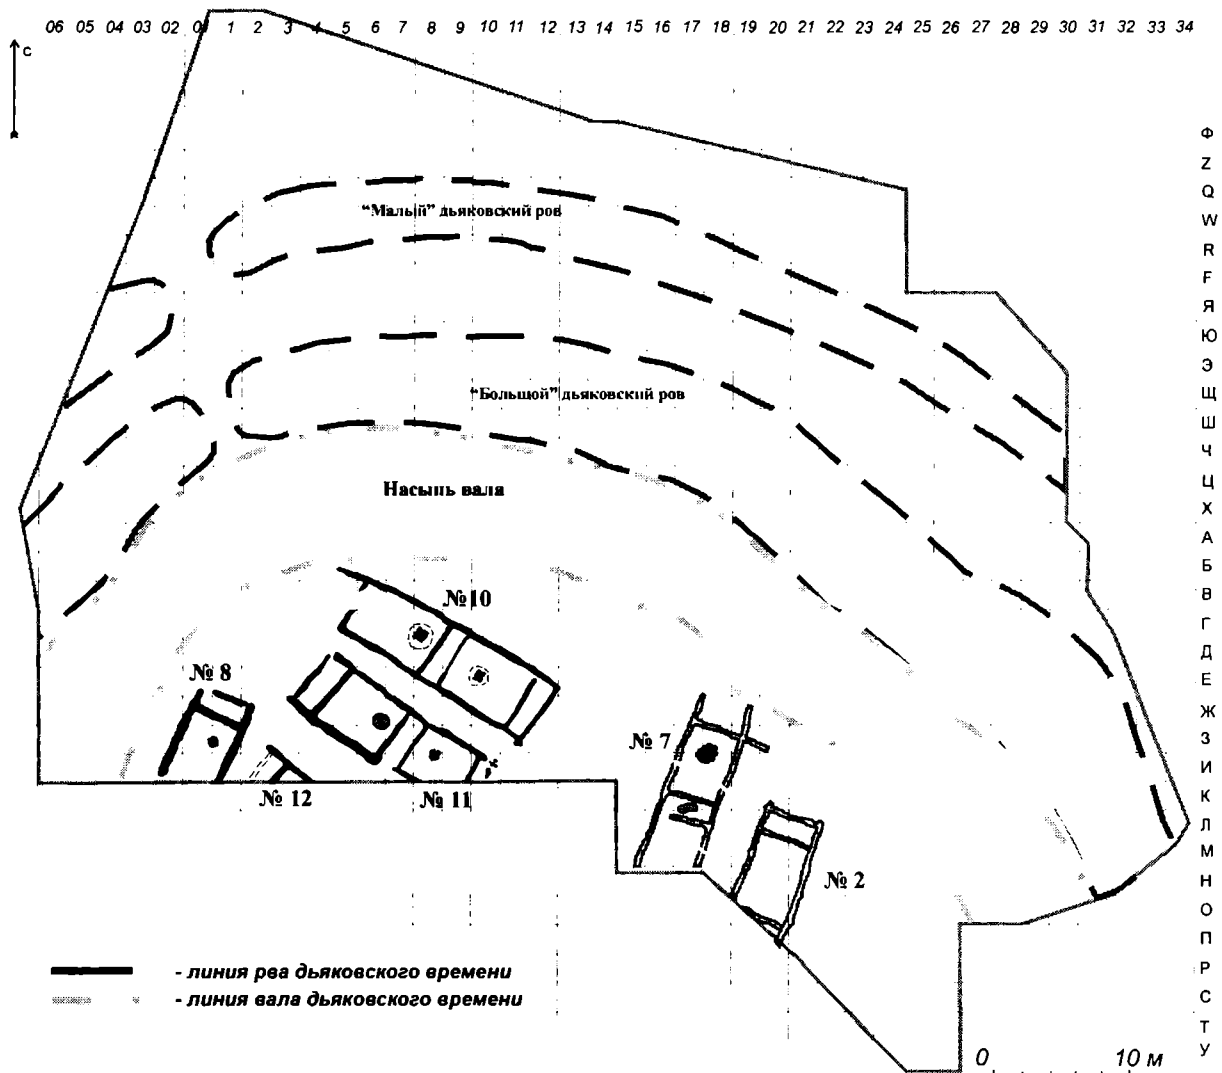 06 05 04 03 02 0 1 2 3 4 5 6 7 8 9 10 11 12 13 14 15 16 17 18 19 20 21 22 23 24 25 26 27 28 29 30 31 32 33 34
с
Ф
Z
Q
W
R
F
Я
Ю
Э
Щ
Ш
Ч
Ц
Х
А
Б
В
Г
Д
Е
Ж
З
И
К
Л
М
Н
О
П
Р
С
Т
У
“Малый” дьяковский ров
“Большой” дьяковский ров
Насыпь вала
№10
№ 8
№ 7
№ 12
№ 11
№ 2
- линия рва дьяковского времени
- линия вала дьяковского времени
0 10 м